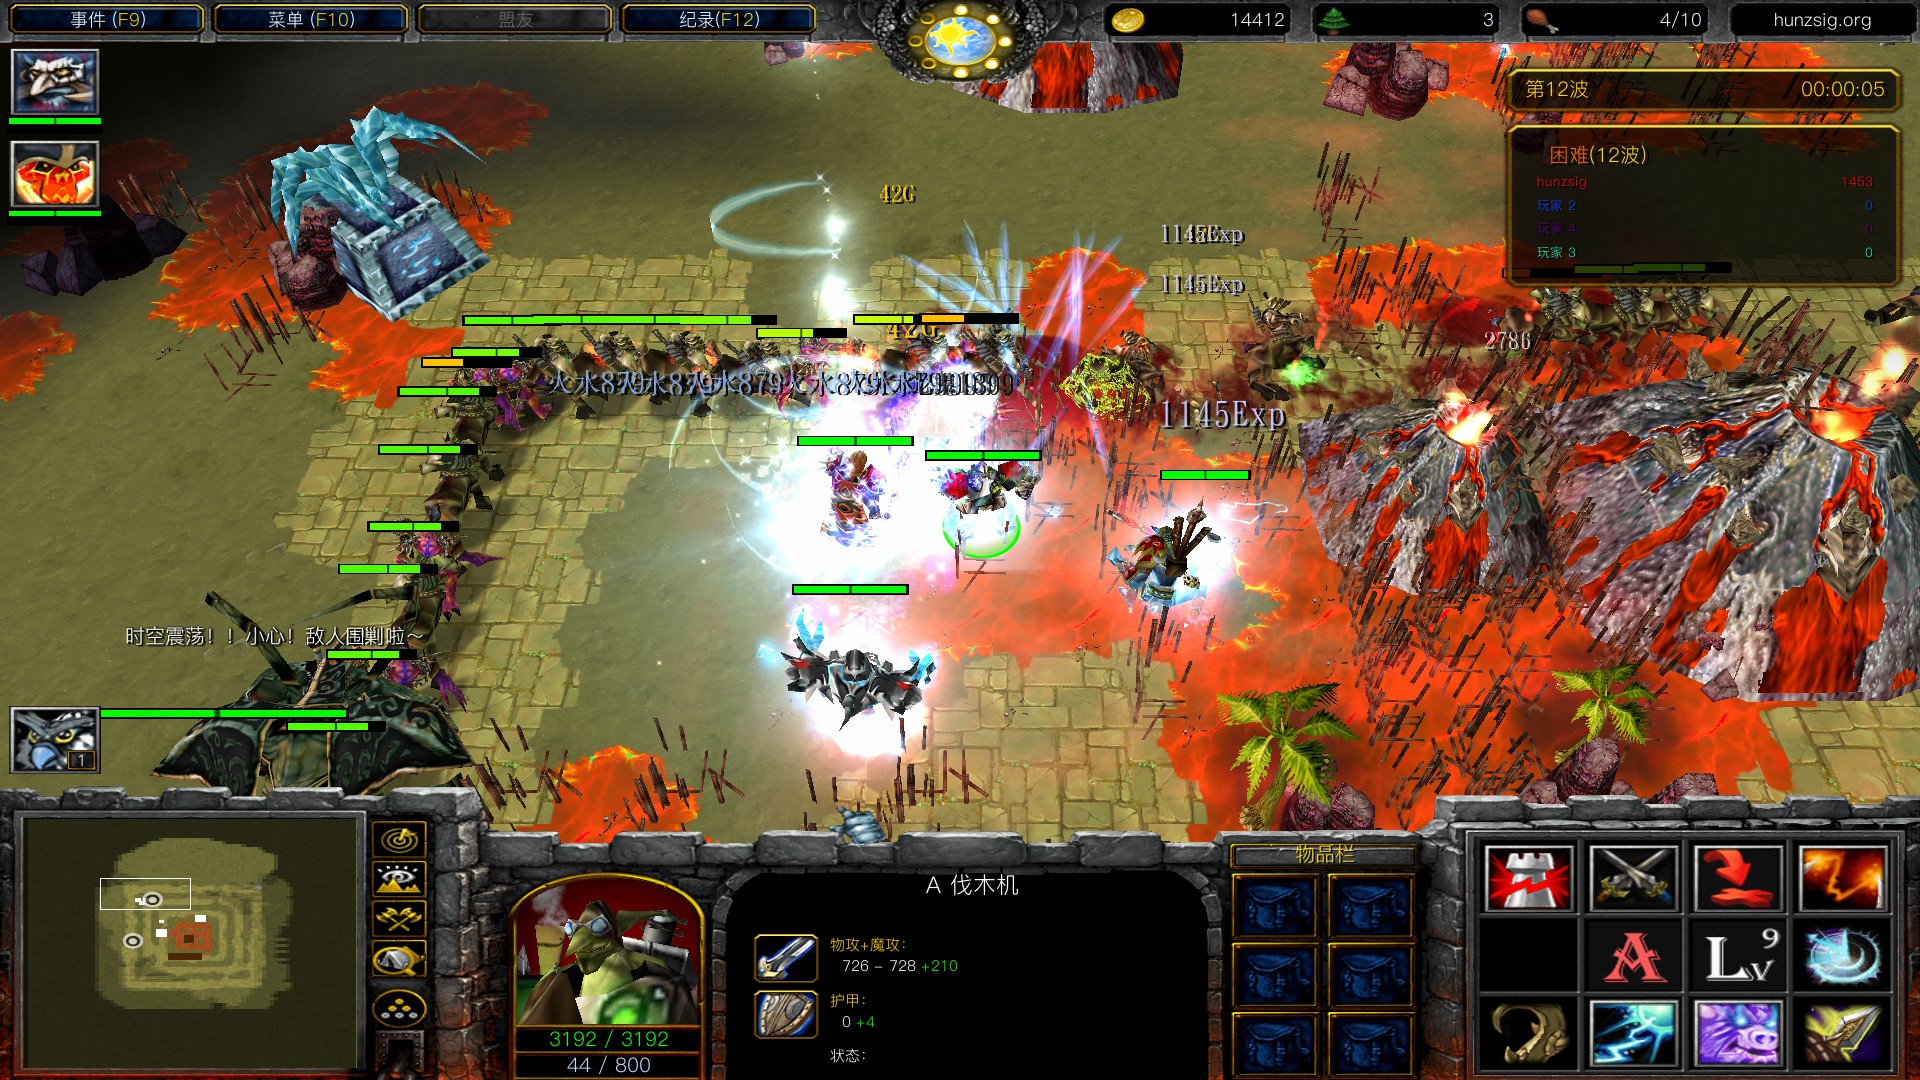 事件 (F9)
菜单 (F10)
盟友
纪录(F12)
14412
3
4/10
hunzsig.org
第12波
00:00:05
困难(12波)
hunzsig 1453
玩家 2 0
玩家 4 0
玩家 3 0
42G
1145Exp
1145Exp
42G
2786
1145Exp
时空震荡！！小心！敌人围剿啦～
1
物品栏
A 伐木机
物攻+魔攻:
726 - 728 +210
护甲:
0 +4
状态:
3192 / 3192
44 / 800
A
Lv 9